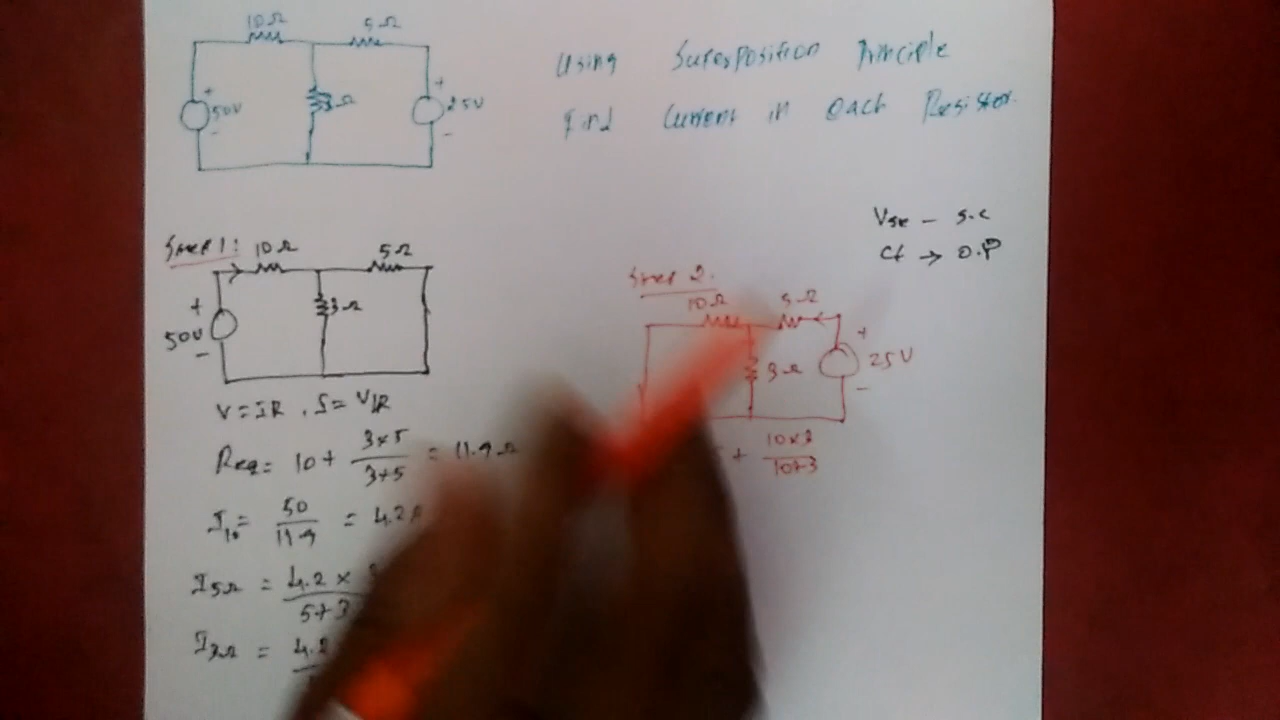 10Ω 5Ω
50V + - 3Ω 25V + -
Using Superposition Principle
find Current in each Resistor.
Vsr - s.c
Cf → O.P
Step 1: 10Ω 5Ω
+ 50V - 3Ω
V = IR, I = V/R
Req = 10 + 3×5/3+5 = 11.9Ω
I10 = 50/11.9 = 4.2A
I5Ω = 4.2 ×/5+3
I3Ω = 4.2
Step 2.
10Ω 5Ω
3Ω + 25V -
+ 10×3/10+3